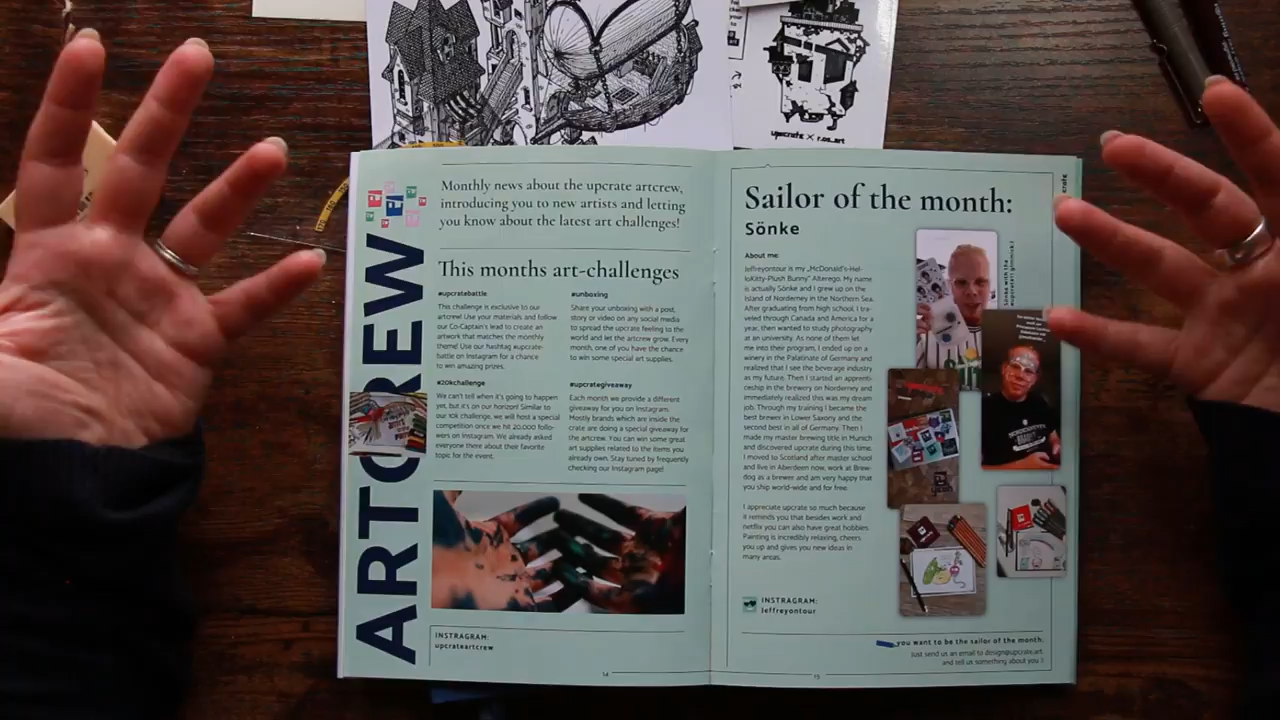 upcrate x r.os.art
ARTCREW
Monthly news about the upcrate artcrew,
introducing you to new artists and letting
you know about the latest art challenges!
This months art-challenges
#upcratebattle
This challenge is exclusive to our
artcrew! Use your materials and follow
our Co-Captain's lead to create an
artwork that matches the monthly
theme! Use our hashtag #upcrate-
battle on Instagram for a chance
to win amazing prizes.
#unboxing
Share your unboxing with a post,
story or video on any social media
to spread the upcrate feeling to the
world and let the artcrew grow. Every
month, one of you have the chance
to win some special art supplies.
#20kchallenge
We can't tell when it's going to happen
yet, but it's on our horizon! Similar to
our 10k challenge, we will host a special
competition once we hit 20,000 follo-
wers on Instagram. We already asked
everyone there about their favorite
topic for the event.
#upcrategiveaway
Each month we provide a different
giveaway for you on Instagram.
Mostly brands which are inside the
crate are doing a special giveaway for
the artcrew. You can win some great
art supplies related to the items you
already own. Stay tuned by frequently
checking our Instagram page!
INSTRAGRAM:
upcrateartcrew
14
Sailor of the month:
Sönke
About me:
Jeffreyontour is my „McDonald's-Hel-
loKitty-Plush Bunny" Alterego. My name
is actually Sönke and I grew up on the
Island of Norderney in the Northern Sea.
After graduating from high school, I tra-
veled through Canada and America for a
year, then wanted to study photography
at an university. As none of them let
me into their program, I ended up on a
winery in the Palatinate of Germany and
realized that I see the beverage industry
as my future. Then I started an apprenti-
ceship in the brewery on Norderney and
immediately realized this was my dream
job. Through my training I became the
best brewer in Lower Saxony and the
second best in all of Germany. Then I
made my master brewing title in Munich
and discovered upcrate during this time.
I moved to Scotland after master school
and live in Aberdeen now, work at Brew-
dog as a brewer and am very happy that
you ship world-wide and for free.
I appreciate upcrate so much because
it reminds you that besides work and
netflix you can also have great hobbies.
Painting is incredibly relaxing, cheers
you up and gives you new ideas in
many areas.
INSTRAGRAM:
Jeffreyontour
Sönke with the
you want to be the sailor of the month:
Just send us an email to design@upcrate.art
and tell us something about you :)
15
crate